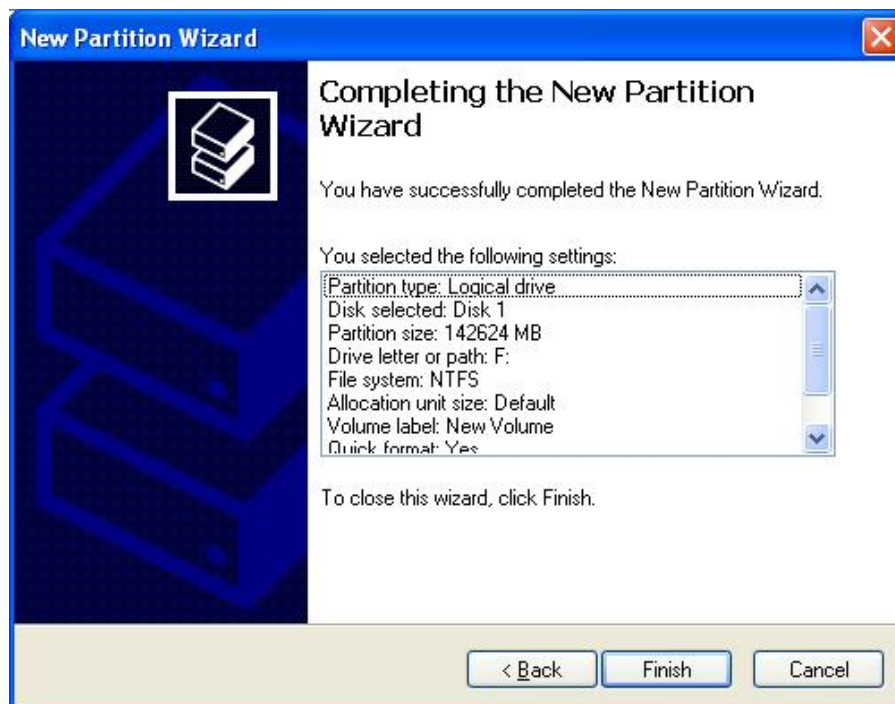 New Partition Wizard
Completing the New Partition
Wizard
You have successfully completed the New Partition Wizard.
You selected the following settings:
Partition type: Logical drive
Disk selected: Disk 1
Partition size: 142624 MB
Drive letter or path: F:
File system: NTFS
Allocation unit size: Default
Volume label: New Volume
Quick format: Yes
To close this wizard, click Finish.
< Back
Finish
Cancel